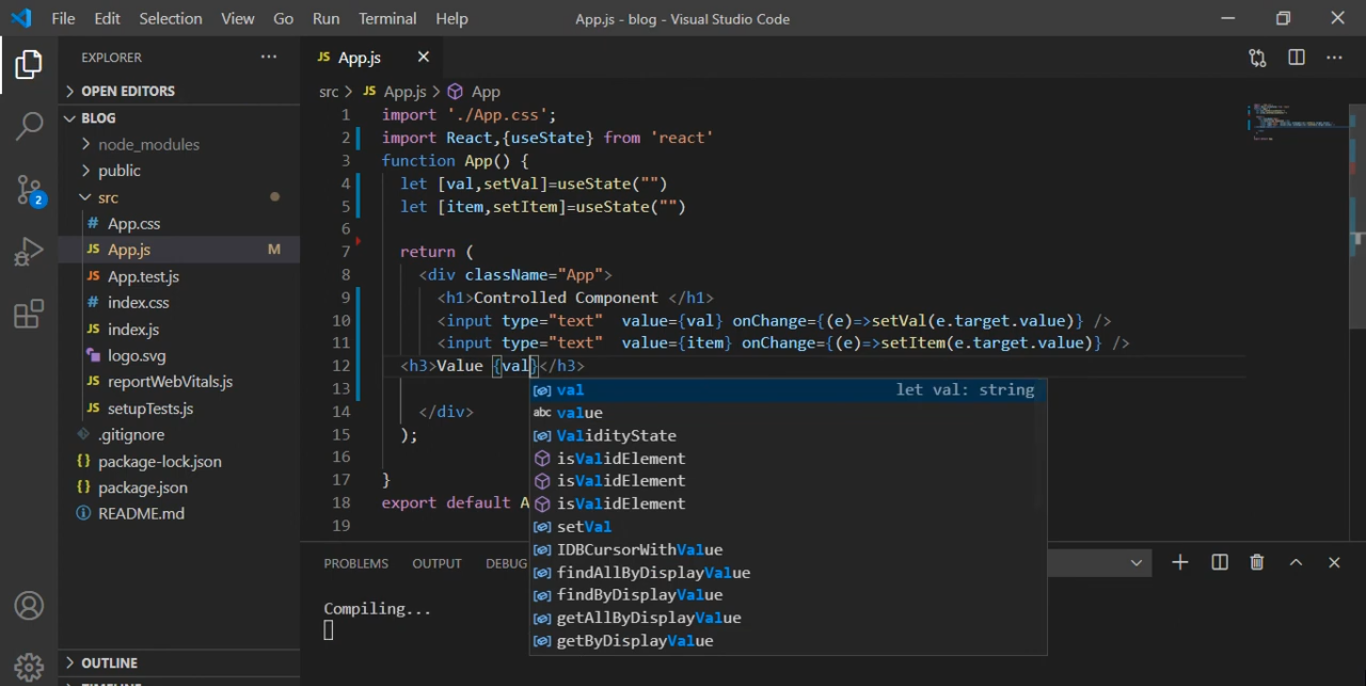 File Edit Selection View Go Run Terminal Help App.js - blog - Visual Studio Code
EXPLORER
OPEN EDITORS
BLOG
node_modules
public
src
# App.css
JS App.js M
JS App.test.js
# index.css
JS index.js
logo.svg
JS reportWebVitals.js
JS setupTests.js
.gitignore
{} package-lock.json
{} package.json
README.md
OUTLINE
2
JS App.js
src > JS App.js > App
1 import './App.css';
2 import React,{useState} from 'react'
3 function App() {
4 let [val,setVal]=useState("")
5 let [item,setItem]=useState("")
6
7 return (
8 <div className="App">
9 <h1>Controlled Component </h1>
10 <input type="text" value={val} onChange={(e)=>setVal(e.target.value)} />
11 <input type="text" value={item} onChange={(e)=>setItem(e.target.value)} />
12 <h3>Value {val}</h3>
13
14 </div>
15 );
16
17 }
18 export default A
19
val let val: string
abc value
ValidityState
isValidElement
isValidElement
isValidElement
setVal
IDBCursorWithValue
findAllByDisplayValue
findByDisplayValue
getAllByDisplayValue
getByDisplayValue
PROBLEMS OUTPUT DEBUG
Compiling...